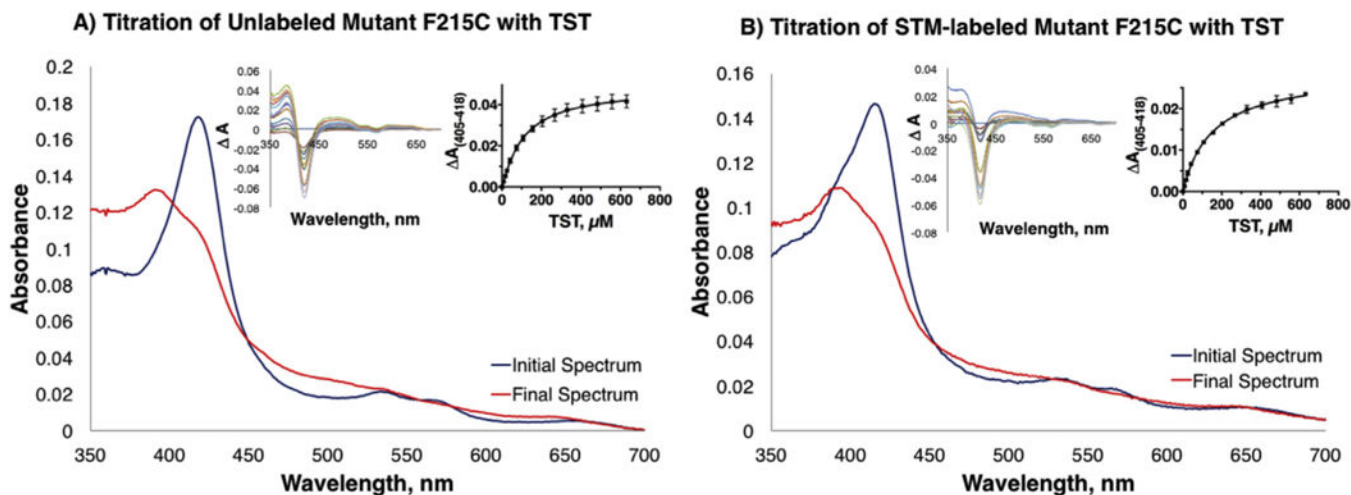 A) Titration of Unlabeled Mutant F215C with TST
0.2
0.18
0.16
0.14
0.12
0.1
0.08
0.06
0.04
0.02
0
Absorbance
350 400 450 500 550 600 650 700
Wavelength, nm
Initial Spectrum
Final Spectrum
0.06
0.04
0.02
0
-0.02
-0.04
-0.06
-0.08
Δ A
350 450 550 650
Wavelength, nm
0.04
0.02
0.00
ΔA(405-418)
0 200 400 600 800
TST, μM
B) Titration of STM-labeled Mutant F215C with TST
0.16
0.14
0.12
0.1
0.08
0.06
0.04
0.02
0
Absorbance
350 400 450 500 550 600 650 700
Wavelength, nm
Initial Spectrum
Final Spectrum
0.04
0.02
0
-0.02
-0.04
-0.06
-0.08
Δ A
350 450 550 650
Wavelength, nm
0.02
0.01
0.00
ΔA(405-418)
0 200 400 600 800
TST, μM